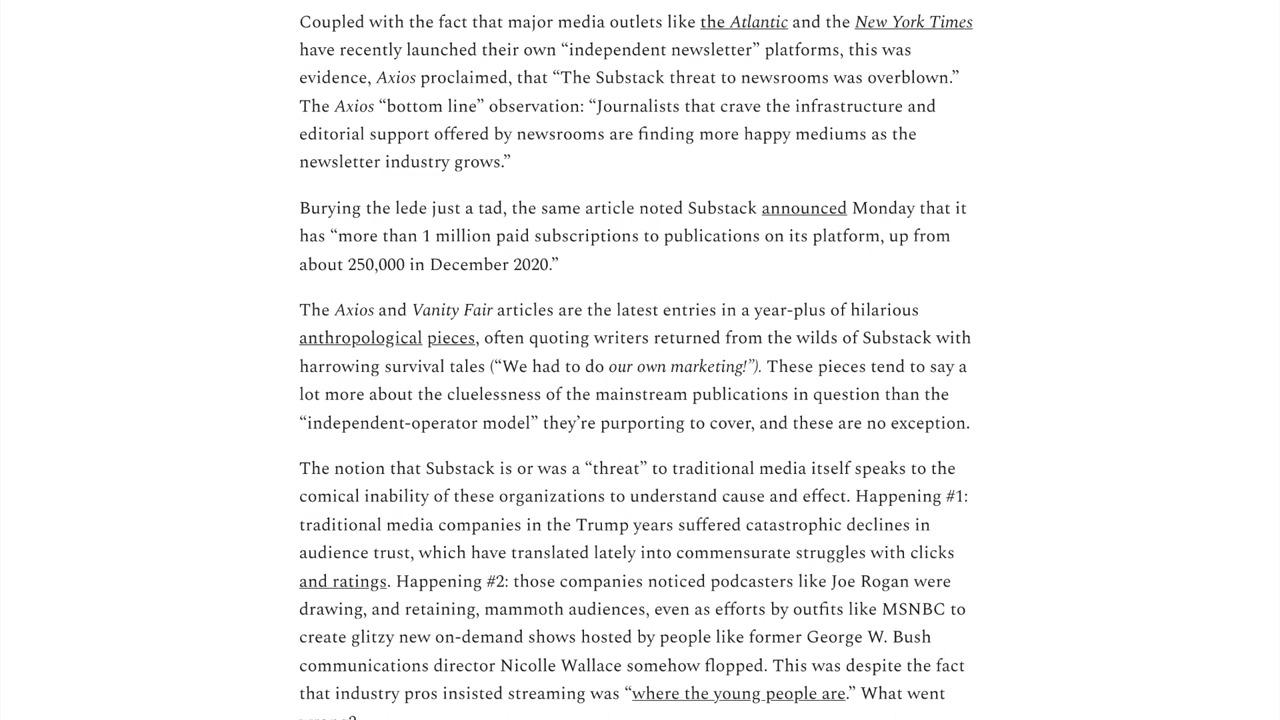 Coupled with the fact that major media outlets like the Atlantic and the New York Times
have recently launched their own “independent newsletter” platforms, this was
evidence, Axios proclaimed, that “The Substack threat to newsrooms was overblown.”
The Axios “bottom line” observation: “Journalists that crave the infrastructure and
editorial support offered by newsrooms are finding more happy mediums as the
newsletter industry grows.”
Burying the lede just a tad, the same article noted Substack announced Monday that it
has “more than 1 million paid subscriptions to publications on its platform, up from
about 250,000 in December 2020.”
The Axios and Vanity Fair articles are the latest entries in a year-plus of hilarious
anthropological pieces, often quoting writers returned from the wilds of Substack with
harrowing survival tales (“We had to do our own marketing!”). These pieces tend to say a
lot more about the cluelessness of the mainstream publications in question than the
“independent-operator model” they’re purporting to cover, and these are no exception.
The notion that Substack is or was a “threat” to traditional media itself speaks to the
comical inability of these organizations to understand cause and effect. Happening #1:
traditional media companies in the Trump years suffered catastrophic declines in
audience trust, which have translated lately into commensurate struggles with clicks
and ratings. Happening #2: those companies noticed podcasters like Joe Rogan were
drawing, and retaining, mammoth audiences, even as efforts by outfits like MSNBC to
create glitzy new on-demand shows hosted by people like former George W. Bush
communications director Nicolle Wallace somehow flopped. This was despite the fact
that industry pros insisted streaming was “where the young people are.” What went